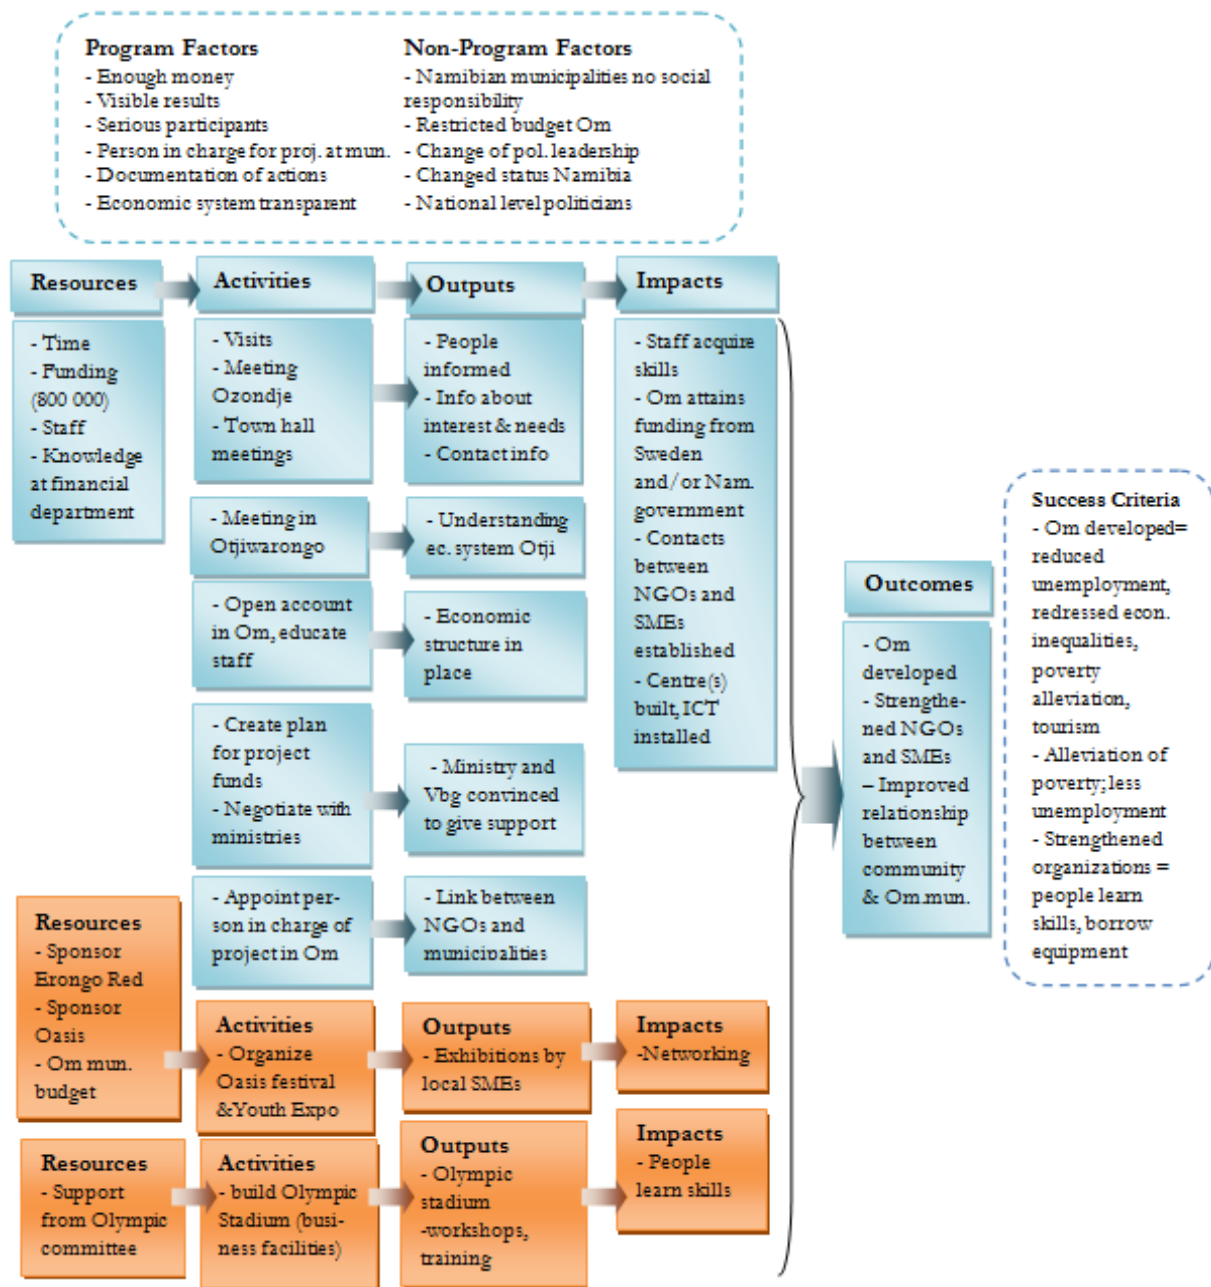 Program Factors
- Enough money
- Visible results
- Serious participants
- Person in charge for proj. at mun.
- Documentation of actions
- Economic system transparent
Non-Program Factors
- Namibian municipalities no social
responsibility
- Restricted budget Om
- Change of pol. leadership
- Changed status Namibia
- National level politicians
Resources
Activities
Outputs
Impacts
- Time
- Funding
(800 000)
- Staff
- Knowledge
at financial
department
- Visits
- Meeting
Ozondje
- Town hall
meetings
- People
informed
- Info about
interest & needs
- Contact info
- Staff acquire
skills
- Om attains
funding from
Sweden
and/or Nam.
government
- Contacts
between
NGOs and
SMEs
established
- Centre(s)
built, ICT
installed
- Meeting in
Otjiwarongo
- Understanding
ec. system Otji
- Open account
in Om, educate
staff
- Economic
structure in
place
- Create plan
for project
funds
- Negotiate with
ministries
- Ministry and
Vbg convinced
to give support
- Appoint per-
son in charge of
project in Om
- Link between
NGOs and
municipalities
Outcomes
- Om
developed
- Strengthe-
ned NGOs
and SMEs
– Improved
relationship
between
community
& Om.mun.
Success Criteria
- Om developed=
reduced
unemployment,
redressed econ.
inequalities,
poverty
alleviation,
tourism
- Alleviation of
poverty; less
unemployment
- Strengthened
organizations =
people learn
skills, borrow
equipment
Resources
- Sponsor
Erongo Red
- Sponsor
Oasis
- Om mun.
budget
Activities
- Organize
Oasis festival
&Youth Expo
Outputs
- Exhibitions by
local SMEs
Impacts
-Networking
Resources
- Support
from Olympic
committee
Activities
- build Olympic
Stadium (busi-
ness facilities)
Outputs
- Olympic
stadium
-workshops,
training
Impacts
- People
learn skills